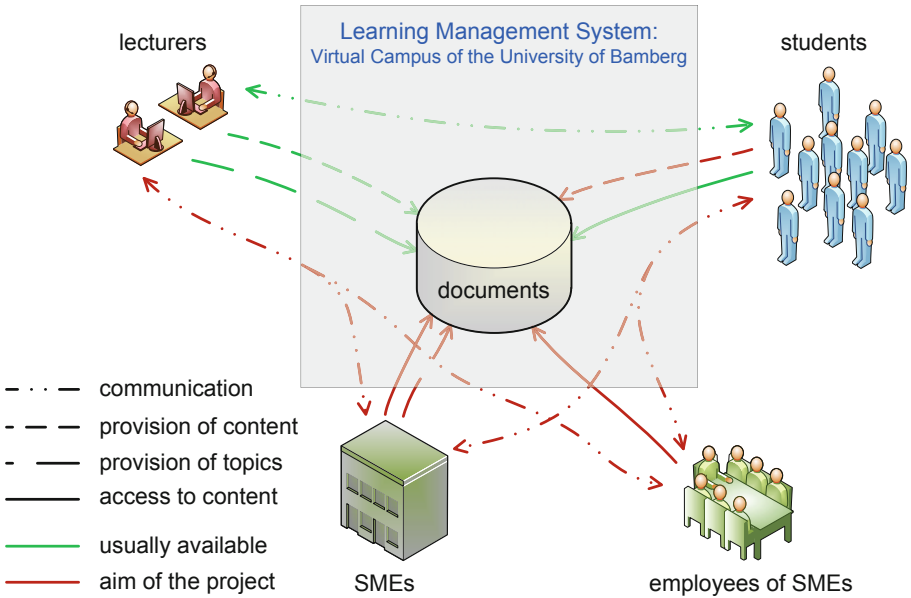 Learning Management System:
Virtual Campus of the University of Bamberg
lecturers
students
documents
communication
provision of content
provision of topics
access to content
usually available
aim of the project
SMEs
employees of SMEs